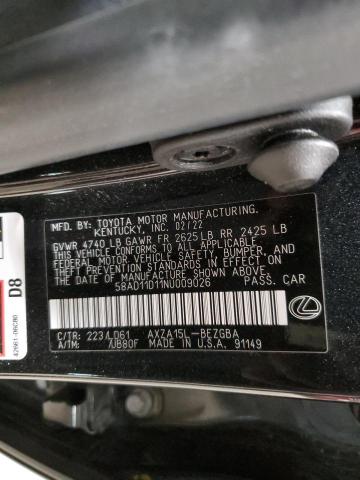 MFD. BY: TOYOTA MOTOR MANUFACTURING.
KENTUCKY, INC. 02/22
GVWR 4740 LB GAWR FR 2625 LB RR 2425 LB
THIS VEHICLE CONFORMS TO ALL APPLICABLE
FEDERAL MOTOR VEHICLE SAFETY, BUMPER, AND
THEFT PREVENTION STANDARDS IN EFFECT ON
THE DATE OF MANUFACTURE SHOWN ABOVE.
58AD11D11NU009026 PASS. CAR
C/TR: 223/LD61 AXZA15L-BEZGBA
A/TM: /UB80F MADE IN U.S.A. 91149
D8